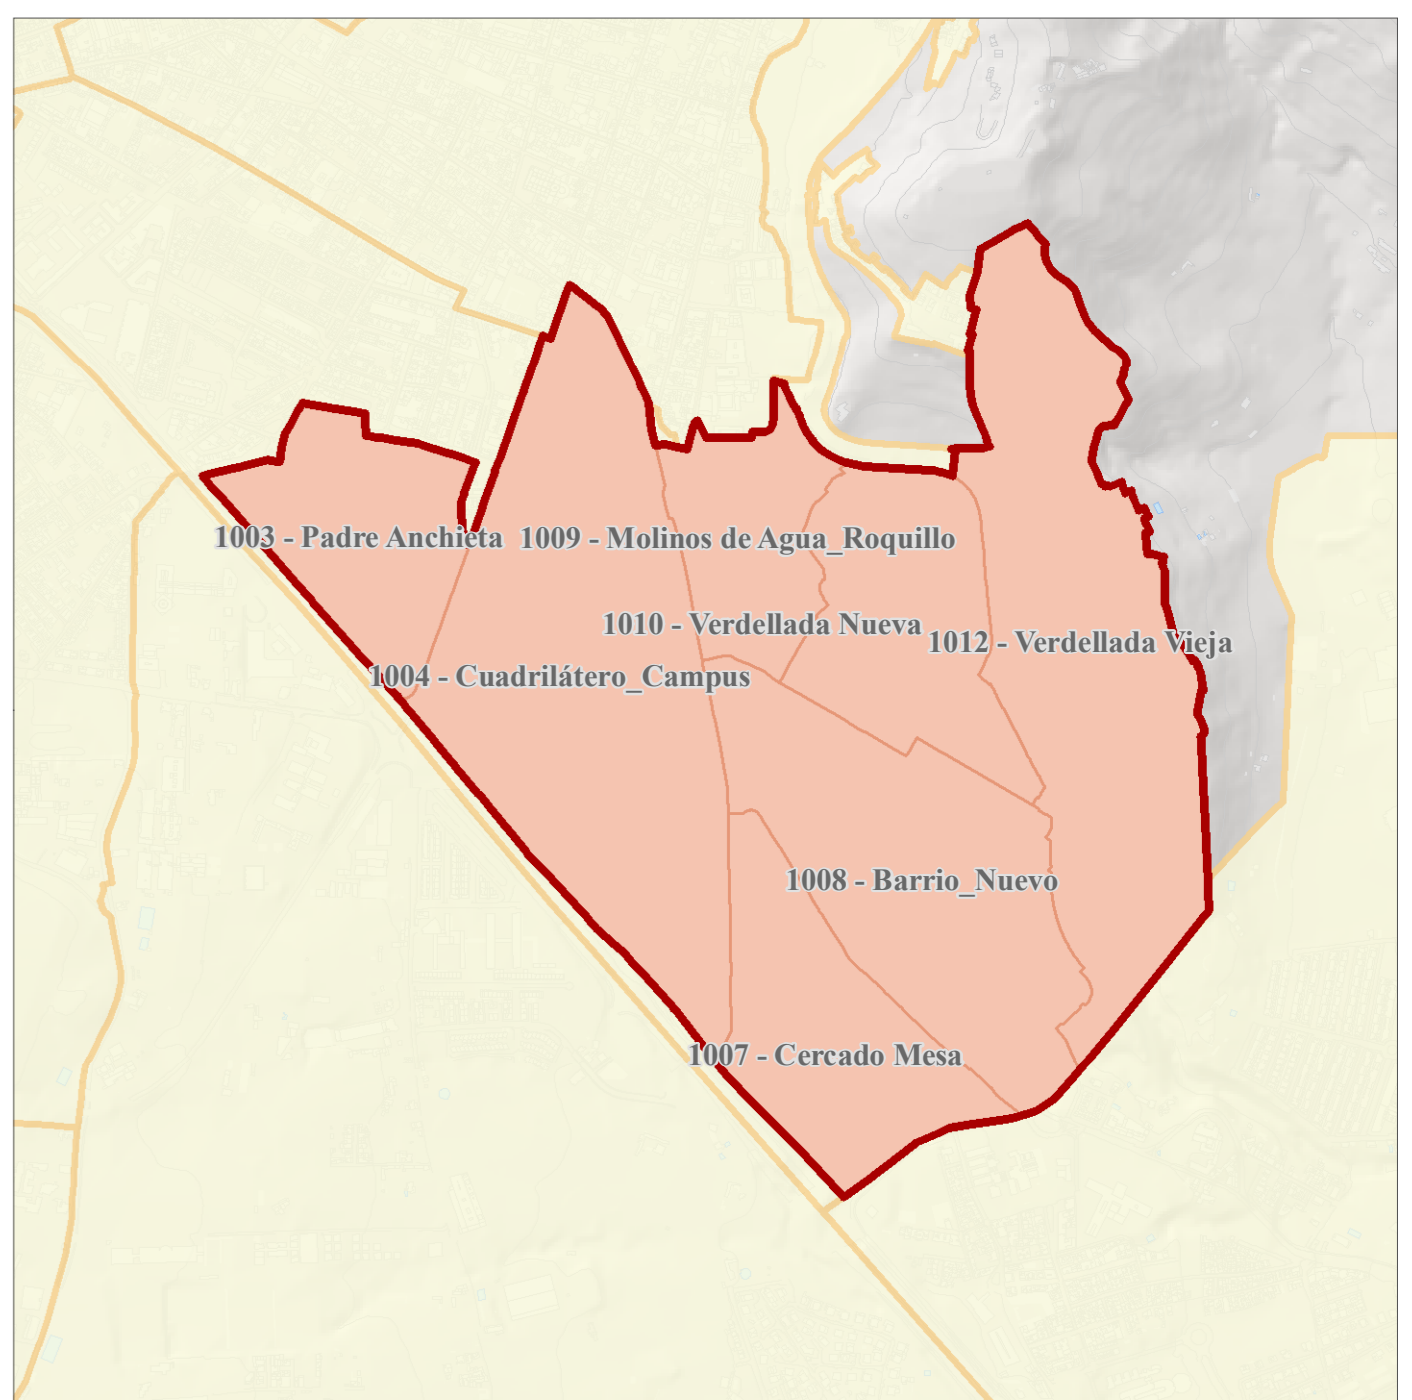 1003 - Padre Anchieta
1009 - Molinos de Agua_Roquillo
1010 - Verdellada Nueva
1012 - Verdellada Vieja
1004 - Cuadrilátero_Campus
1008 - Barrio_Nuevo
1007 - Cercado Mesa